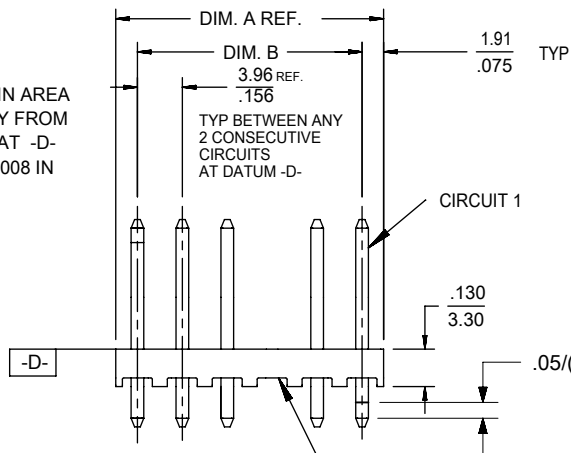 DIM. A REF.
DIM. B
1.91
.075
TYP
3.96 REF.
.156
TYP BETWEEN ANY
2 CONSECUTIVE
CIRCUITS
AT DATUM -D-
IN AREA
Y FROM
AT -D-
008 IN
CIRCUIT 1
.130
3.30
-D-
.05/(